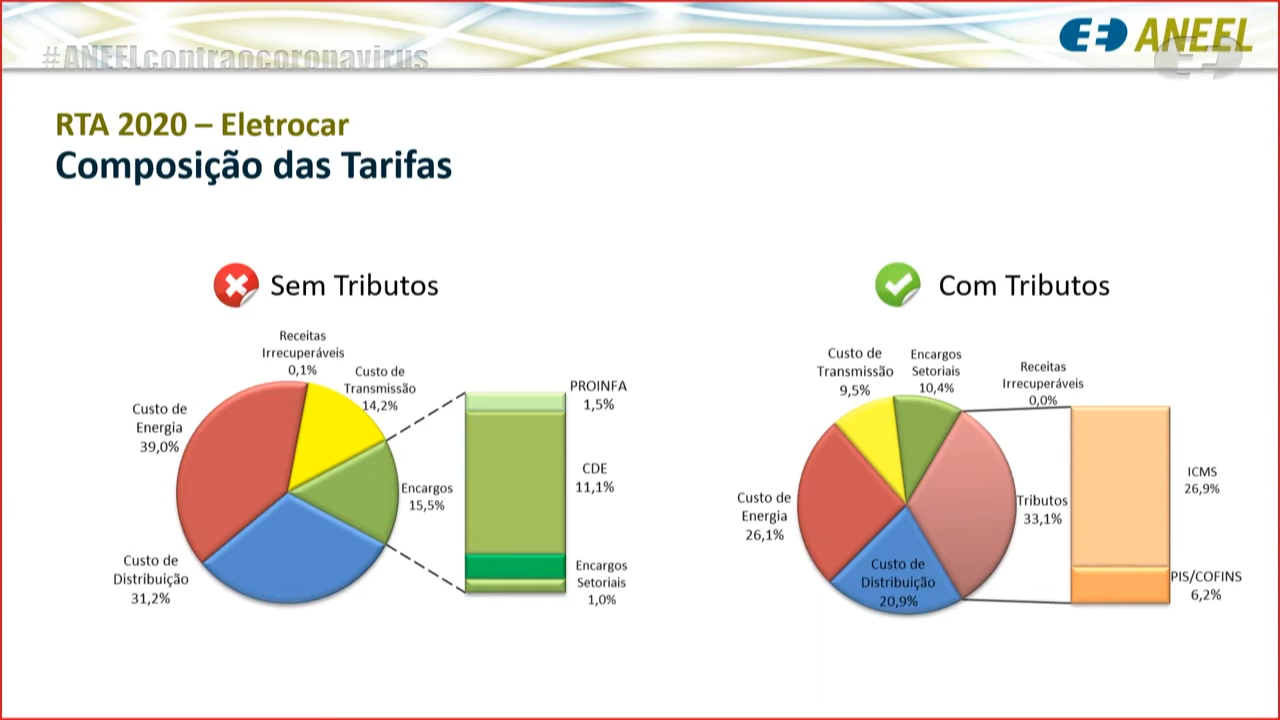 #ANEELcontraocoronavirus
ANEEL
RTA 2020 – Eletrocar
Composição das Tarifas
Sem Tributos
Receitas
Irrecuperáveis
0,1%
Custo de
Transmissão
14,2%
Custo de
Energia
39,0%
Encargos
15,5%
Custo de
Distribuição
31,2%
PROINFA
1,5%
CDE
11,1%
Encargos
Setoriais
1,0%
Com Tributos
Custo de
Transmissão
9,5%
Encargos
Setoriais
10,4%
Receitas
Irrecuperáveis
0,0%
Custo de
Energia
26,1%
Tributos
33,1%
Custo de
Distribuição
20,9%
ICMS
26,9%
PIS/COFINS
6,2%